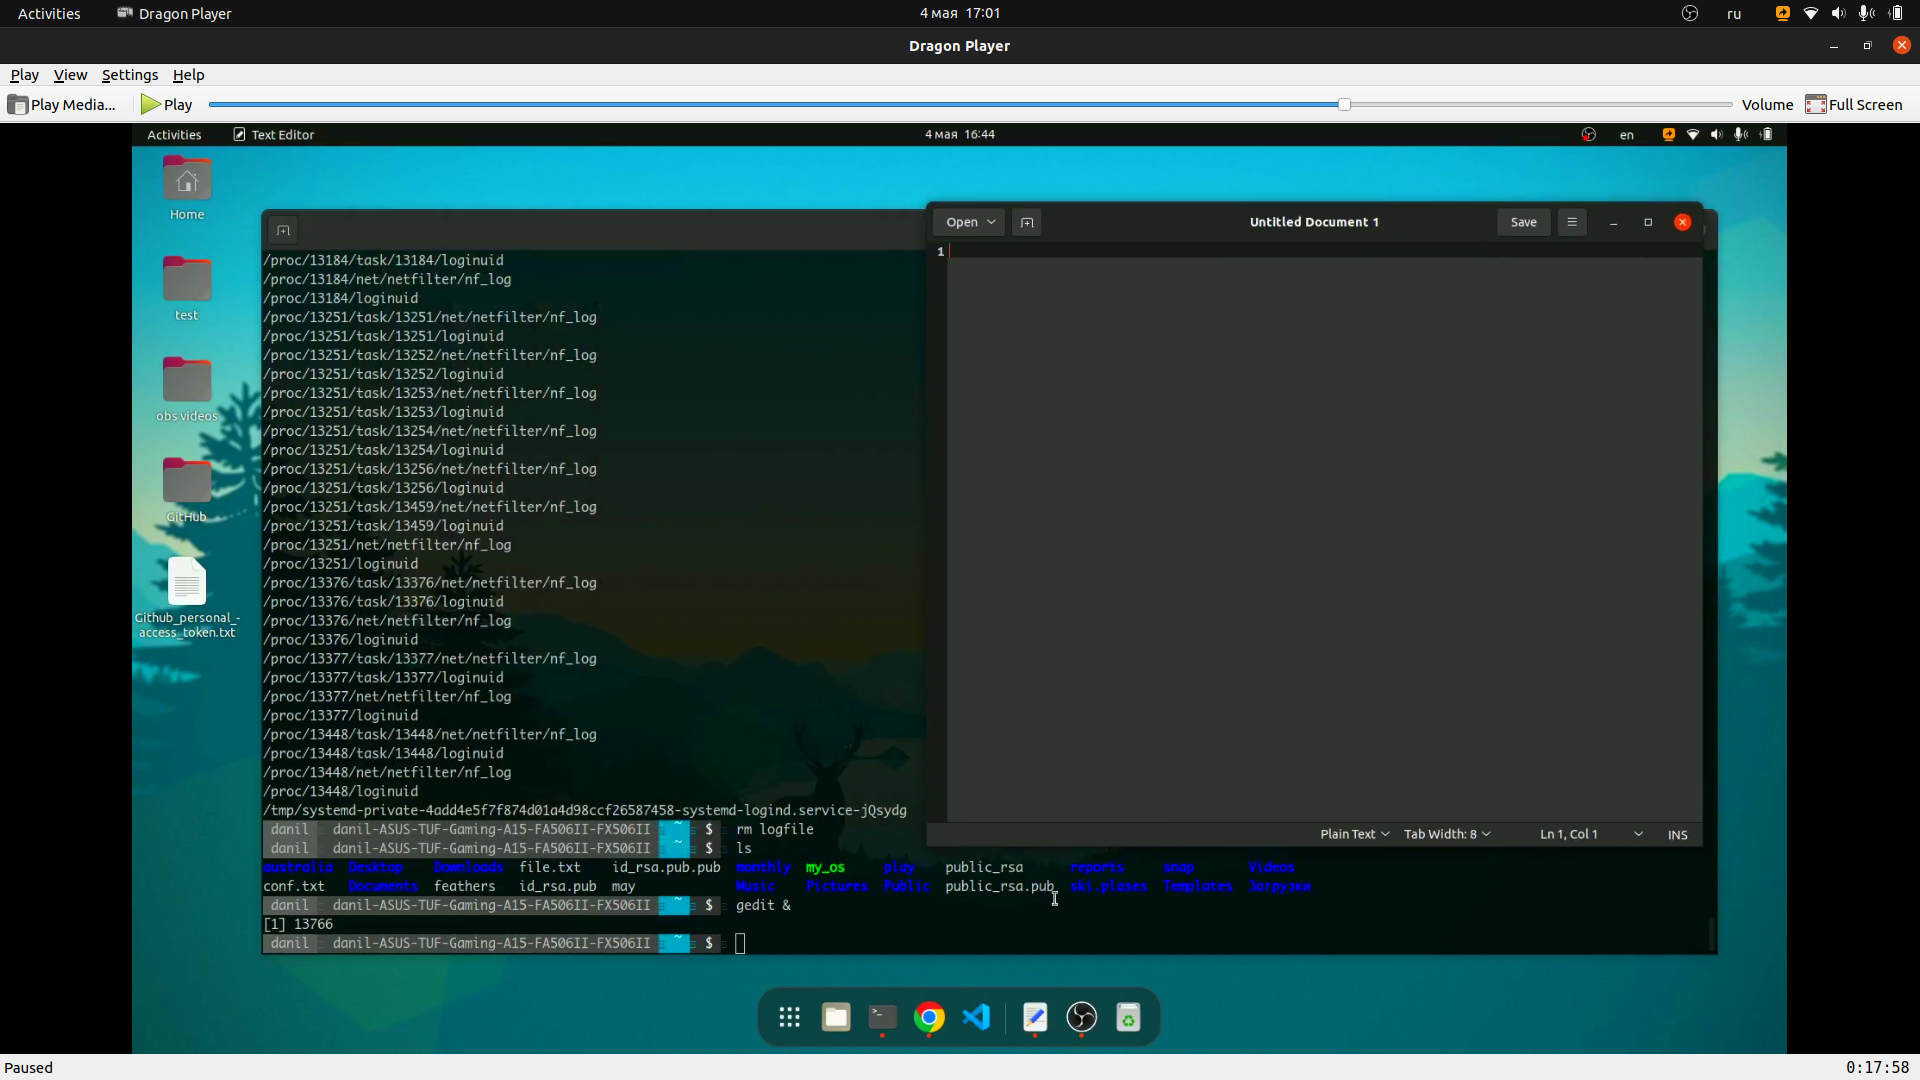 Activities Dragon Player 4 мая 17:01 ru
Dragon Player
Play View Settings Help
Play Media... Play Volume Full Screen
Activities Text Editor 4 мая 16:44 en
Home
test
obs videos
GitHub
Github_personal_-
access_token.txt
Open Untitled Document 1 Save
1
/proc/13184/task/13184/loginuid
/proc/13184/net/netfilter/nf_log
/proc/13184/loginuid
/proc/13251/task/13251/net/netfilter/nf_log
/proc/13251/task/13251/loginuid
/proc/13251/task/13252/net/netfilter/nf_log
/proc/13251/task/13252/loginuid
/proc/13251/task/13253/net/netfilter/nf_log
/proc/13251/task/13253/loginuid
/proc/13251/task/13254/net/netfilter/nf_log
/proc/13251/task/13254/loginuid
/proc/13251/task/13256/net/netfilter/nf_log
/proc/13251/task/13256/loginuid
/proc/13251/task/13459/net/netfilter/nf_log
/proc/13251/task/13459/loginuid
/proc/13251/net/netfilter/nf_log
/proc/13251/loginuid
/proc/13376/task/13376/net/netfilter/nf_log
/proc/13376/task/13376/loginuid
/proc/13376/net/netfilter/nf_log
/proc/13376/loginuid
/proc/13377/task/13377/net/netfilter/nf_log
/proc/13377/task/13377/loginuid
/proc/13377/net/netfilter/nf_log
/proc/13377/loginuid
/proc/13448/task/13448/net/netfilter/nf_log
/proc/13448/task/13448/loginuid
/proc/13448/net/netfilter/nf_log
/proc/13448/loginuid
/tmp/systemd-private-4add4e5f7f874d01a4d98ccf26587458-systemd-logind.service-jQsydg
Plain Text Tab Width: 8 Ln 1, Col 1 INS
danil danil-ASUS-TUF-Gaming-A15-FA506II-FX506II ~ $ rm logfile
danil danil-ASUS-TUF-Gaming-A15-FA506II-FX506II ~ $ ls
australia Desktop Downloads file.txt id_rsa.pub.pub monthly my_os play public_rsa reports snap Videos
conf.txt Documents feathers id_rsa.pub may Music Pictures Public public_rsa.pub ski.plases Templates Загрузки
danil danil-ASUS-TUF-Gaming-A15-FA506II-FX506II ~ $ gedit &
[1] 13766
danil danil-ASUS-TUF-Gaming-A15-FA506II-FX506II ~ $
Paused 0:17:58